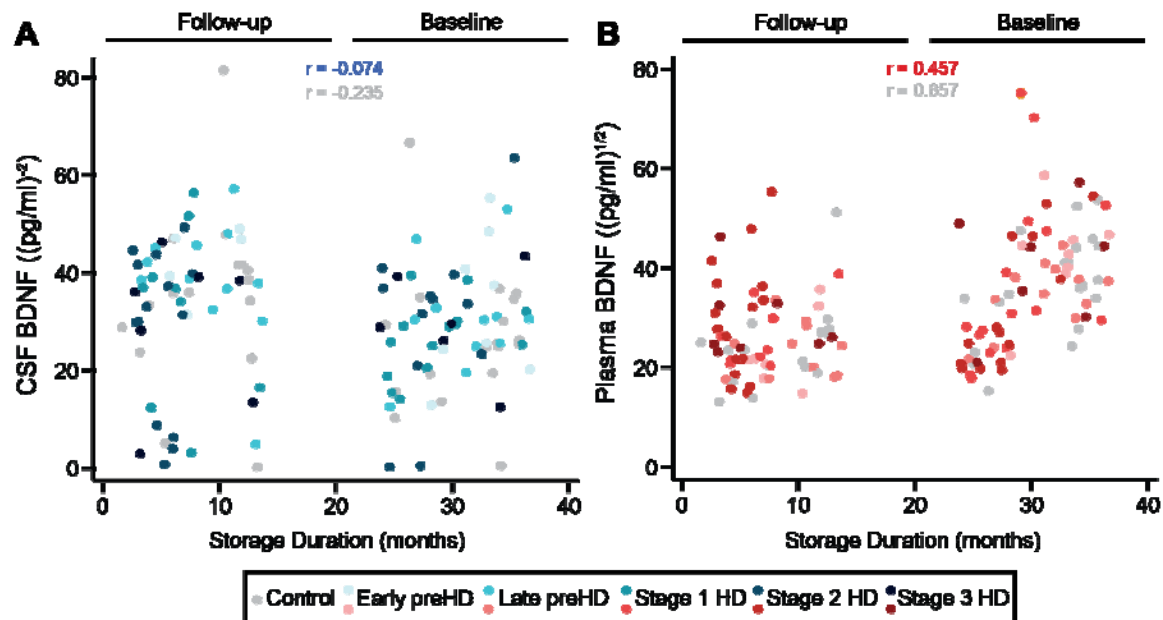 A Follow-up Baseline
r = -0.074
r = -0.235
CSF BDNF ((pg/ml)-2)
80
60
40
20
0
0 10 20 30 40
Storage Duration (months)
B Follow-up Baseline
r = 0.457
r = 0.657
Plasma BDNF ((pg/ml)1/2)
80
60
40
20
0
0 10 20 30 40
Storage Duration (months)
Control Early preHD Late preHD Stage 1 HD Stage 2 HD Stage 3 HD